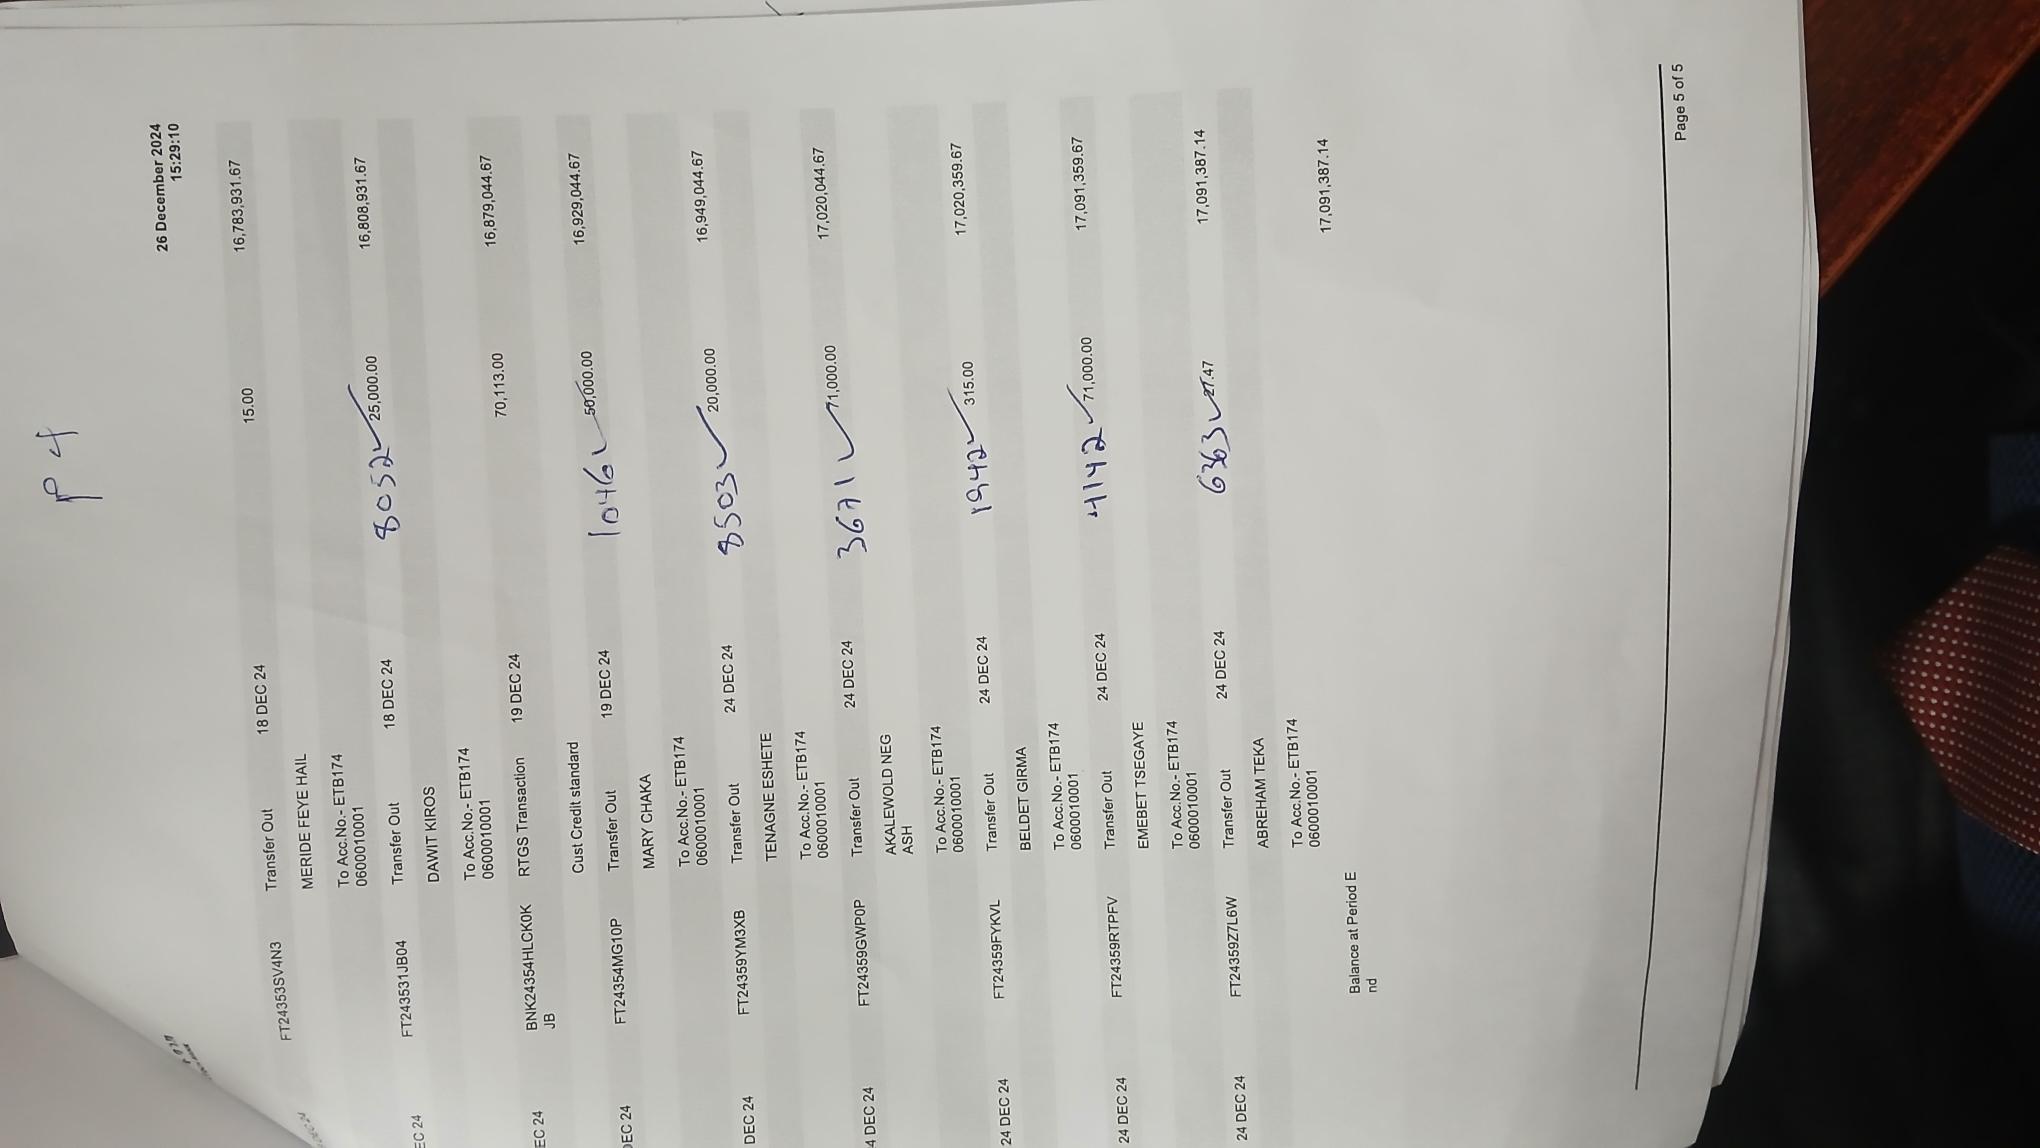 P 4
26 December 2024
15:29:10
FT24353SV4N3 Transfer Out 18 DEC 24 15.00 16,783,931.67
MERIDE FEYE HAIL
To Acc.No.- ETB174
0600010001
EC 24 FT243531JB04 Transfer Out 18 DEC 24 8052 25,000.00 16,808,931.67
DAWIT KIROS
To Acc.No.- ETB174
0600010001
EC 24 BNK24354HLCK0K RTGS Transaction 19 DEC 24 70,113.00 16,879,044.67
JB
Cust Credit standard
DEC 24 FT24354MG10P Transfer Out 19 DEC 24 1046 50,000.00 16,929,044.67
MARY CHAKA
To Acc.No.- ETB174
0600010001
DEC 24 FT24359YM3XB Transfer Out 24 DEC 24 8503 20,000.00 16,949,044.67
TENAGNE ESHETE
To Acc.No.- ETB174
0600010001
4 DEC 24 FT24359GWP0P Transfer Out 24 DEC 24 3671 71,000.00 17,020,044.67
AKALEWOLD NEG
ASH
To Acc.No.- ETB174
0600010001
24 DEC 24 FT24359FYKVL Transfer Out 24 DEC 24 1942 315.00 17,020,359.67
BELDET GIRMA
To Acc.No.- ETB174
0600010001
24 DEC 24 FT24359RTPFV Transfer Out 24 DEC 24 4142 71,000.00 17,091,359.67
EMEBET TSEGAYE
To Acc.No.- ETB174
0600010001
24 DEC 24 FT24359Z7L6W Transfer Out 24 DEC 24 6363 27.47 17,091,387.14
ABREHAM TEKA
To Acc.No.- ETB174
0600010001
Balance at Period E 17,091,387.14
nd
Page 5 of 5